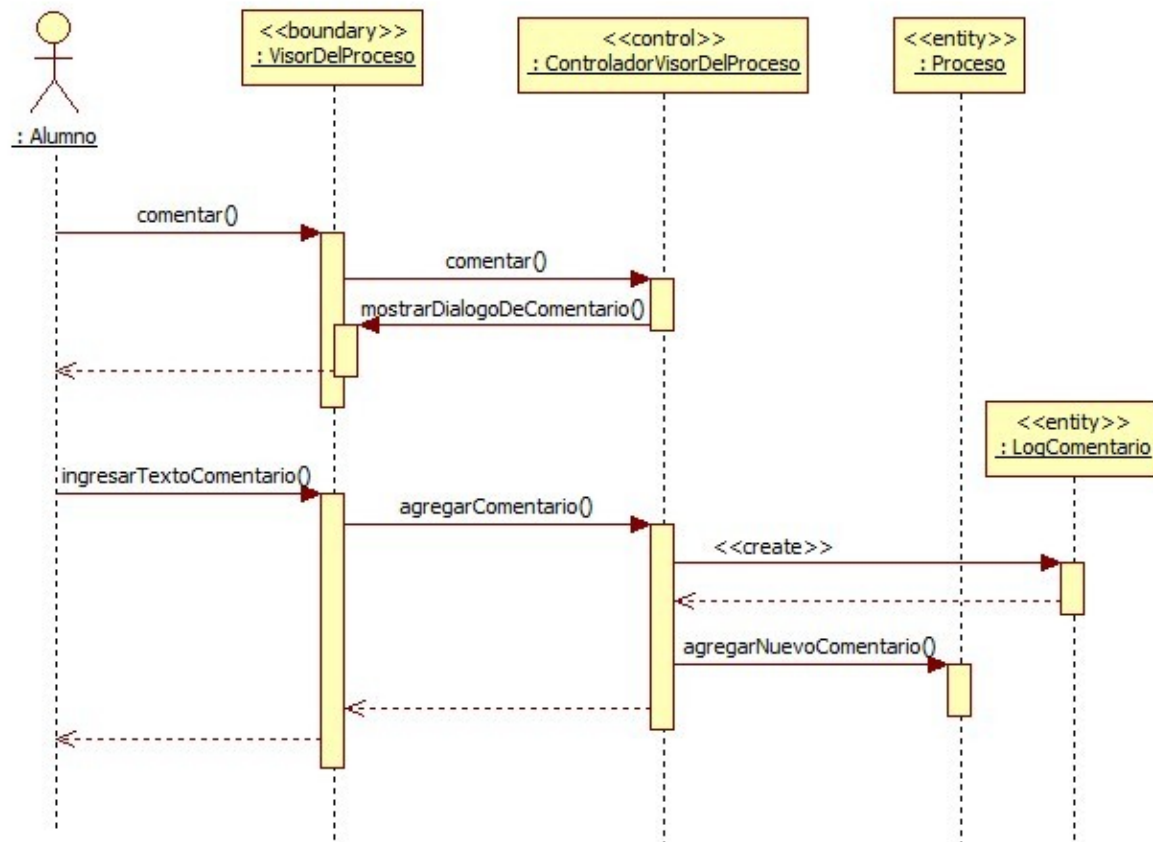 <<boundary>>
: VisorDelProceso
<<control>>
: ControladorVisorDelProceso
<<entity>>
: Proceso
: Alumno
comentar()
comentar()
mostrarDialogoDeComentario()
<<entity>>
: LogComentario
ingresarTextoComentario()
agregarComentario()
<<create>>
agregarNuevoComentario()